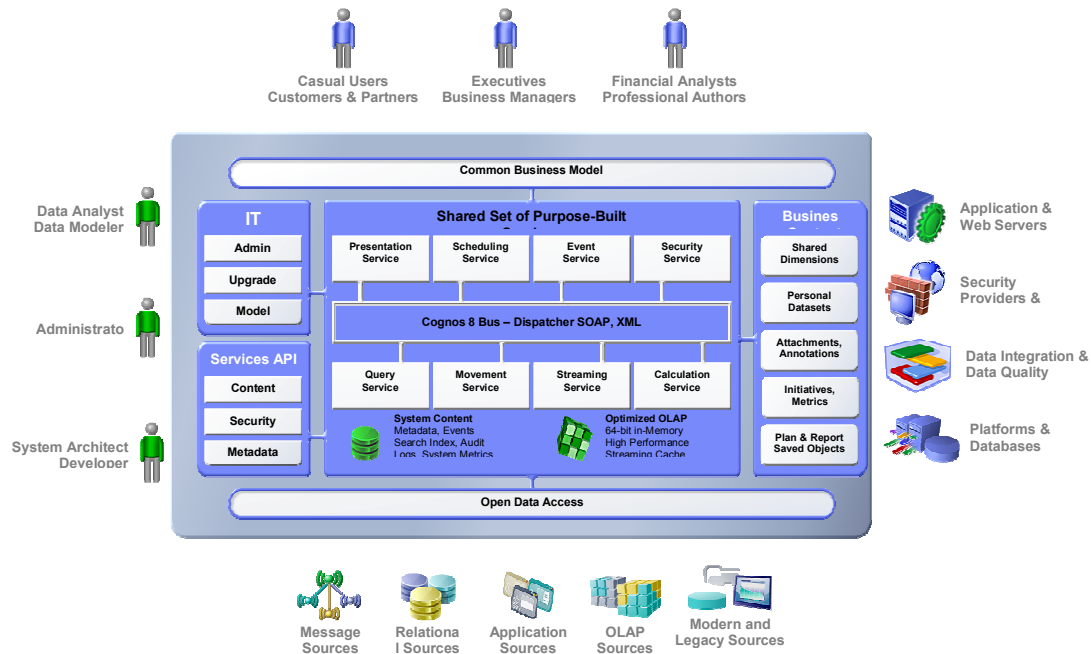 Casual Users
Customers & Partners
Executives
Business Managers
Financial Analysts
Professional Authors
Common Business Model
Data Analyst
Data Modeler
Administrato
System Architect
Developer
IT
Admin
Upgrade
Model
Services API
Content
Security
Metadata
Shared Set of Purpose-Built
Presentation
Service
Scheduling
Service
Event
Service
Security
Service
Cognos 8 Bus – Dispatcher SOAP, XML
Query
Service
Movement
Service
Streaming
Service
Calculation
Service
System Content
Metadata, Events
Search Index, Audit
Logs, System Metrics
Optimized OLAP
64-bit in-Memory
High Performance
Streaming Cache
Busines
Shared
Dimensions
Personal
Datasets
Attachments,
Annotations
Initiatives,
Metrics
Plan & Report
Saved Objects
Open Data Access
Application &
Web Servers
Security
Providers &
Data Integration &
Data Quality
Platforms &
Databases
Message
Sources
Relationa
l Sources
Application
Sources
OLAP
Sources
Modern and
Legacy Sources